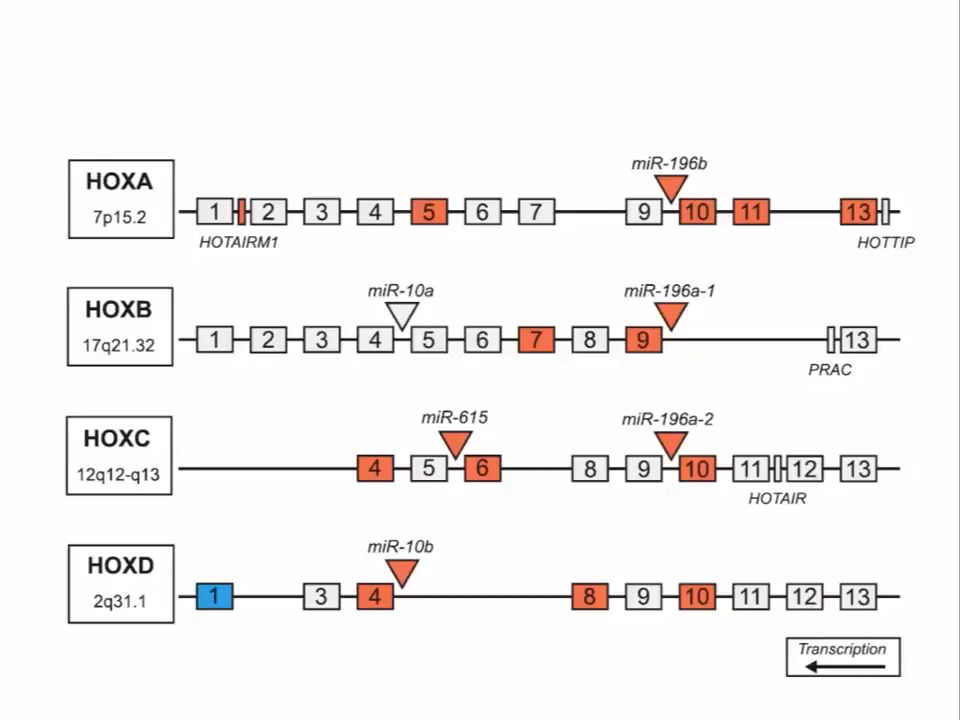 miR-196b
HOXA
7p15.2
1 2 3 4 5 6 7 9 10 11 13
HOTAIRM1 HOTTIP
miR-10a miR-196a-1
HOXB
17q21.32
1 2 3 4 5 6 7 8 9 13
PRAC
miR-615 miR-196a-2
HOXC
12q12-q13
4 5 6 8 9 10 11 12 13
HOTAIR
miR-10b
HOXD
2q31.1
1 3 4 8 9 10 11 12 13
Transcription